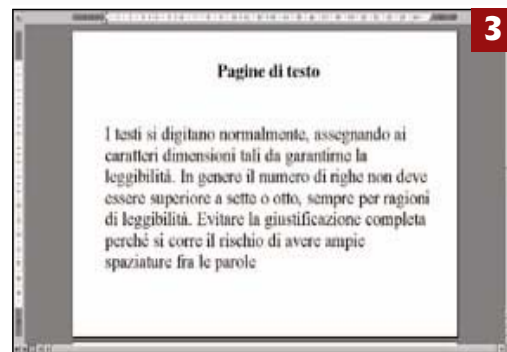 3
Pagine di testo
I testi si digitano normalmente, assegnando ai
caratteri dimensioni tali da garantirne la
leggibilità. In genere il numero di righe non deve
essere superiore a sette o otto, sempre per ragioni
di leggibilità. Evitare la giustificazione completa
perché si corre il rischio di avere ampie
spaziature fra le parole